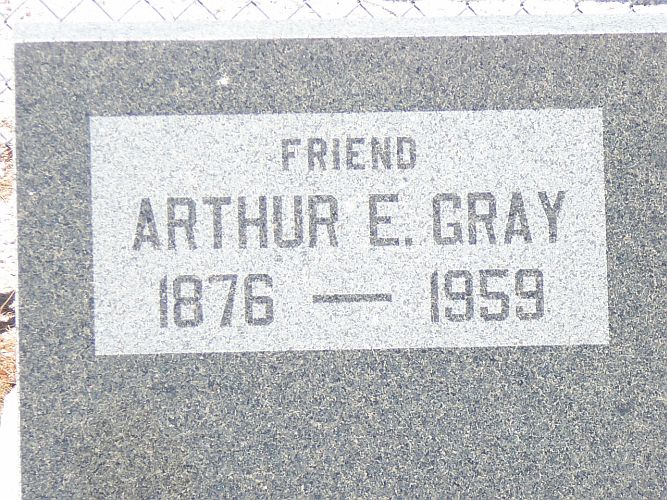 FRIEND
ARTHUR E. GRAY
1876 — 1959